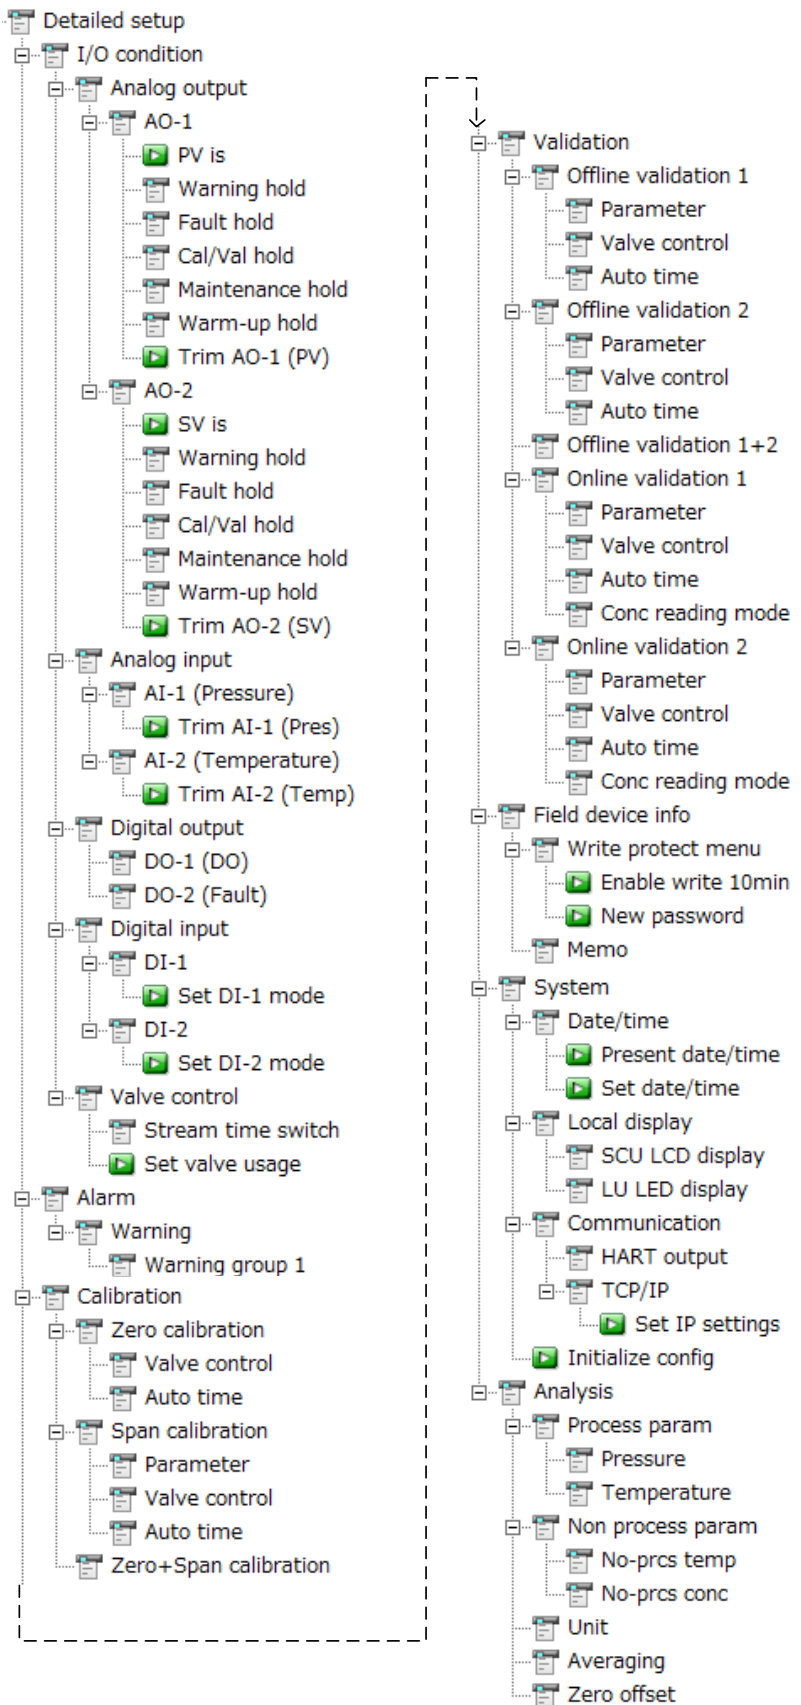 Detailed setup
I/O condition
Analog output
AO-1
PV is
Warning hold
Fault hold
Cal/Val hold
Maintenance hold
Warm-up hold
Trim AO-1 (PV)
AO-2
SV is
Warning hold
Fault hold
Cal/Val hold
Maintenance hold
Warm-up hold
Trim AO-2 (SV)
Analog input
AI-1 (Pressure)
Trim AI-1 (Pres)
AI-2 (Temperature)
Trim AI-2 (Temp)
Digital output
DO-1 (DO)
DO-2 (Fault)
Digital input
DI-1
Set DI-1 mode
DI-2
Set DI-2 mode
Valve control
Stream time switch
Set valve usage
Alarm
Warning
Warning group 1
Calibration
Zero calibration
Valve control
Auto time
Span calibration
Parameter
Valve control
Auto time
Zero+Span calibration
Validation
Offline validation 1
Parameter
Valve control
Auto time
Offline validation 2
Parameter
Valve control
Auto time
Offline validation 1+2
Online validation 1
Parameter
Valve control
Auto time
Conc reading mode
Online validation 2
Parameter
Valve control
Auto time
Conc reading mode
Field device info
Write protect menu
Enable write 10min
New password
Memo
System
Date/time
Present date/time
Set date/time
Local display
SCU LCD display
LU LED display
Communication
HART output
TCP/IP
Set IP settings
Initialize config
Analysis
Process param
Pressure
Temperature
Non process param
No-prcs temp
No-prcs conc
Unit
Averaging
Zero offset